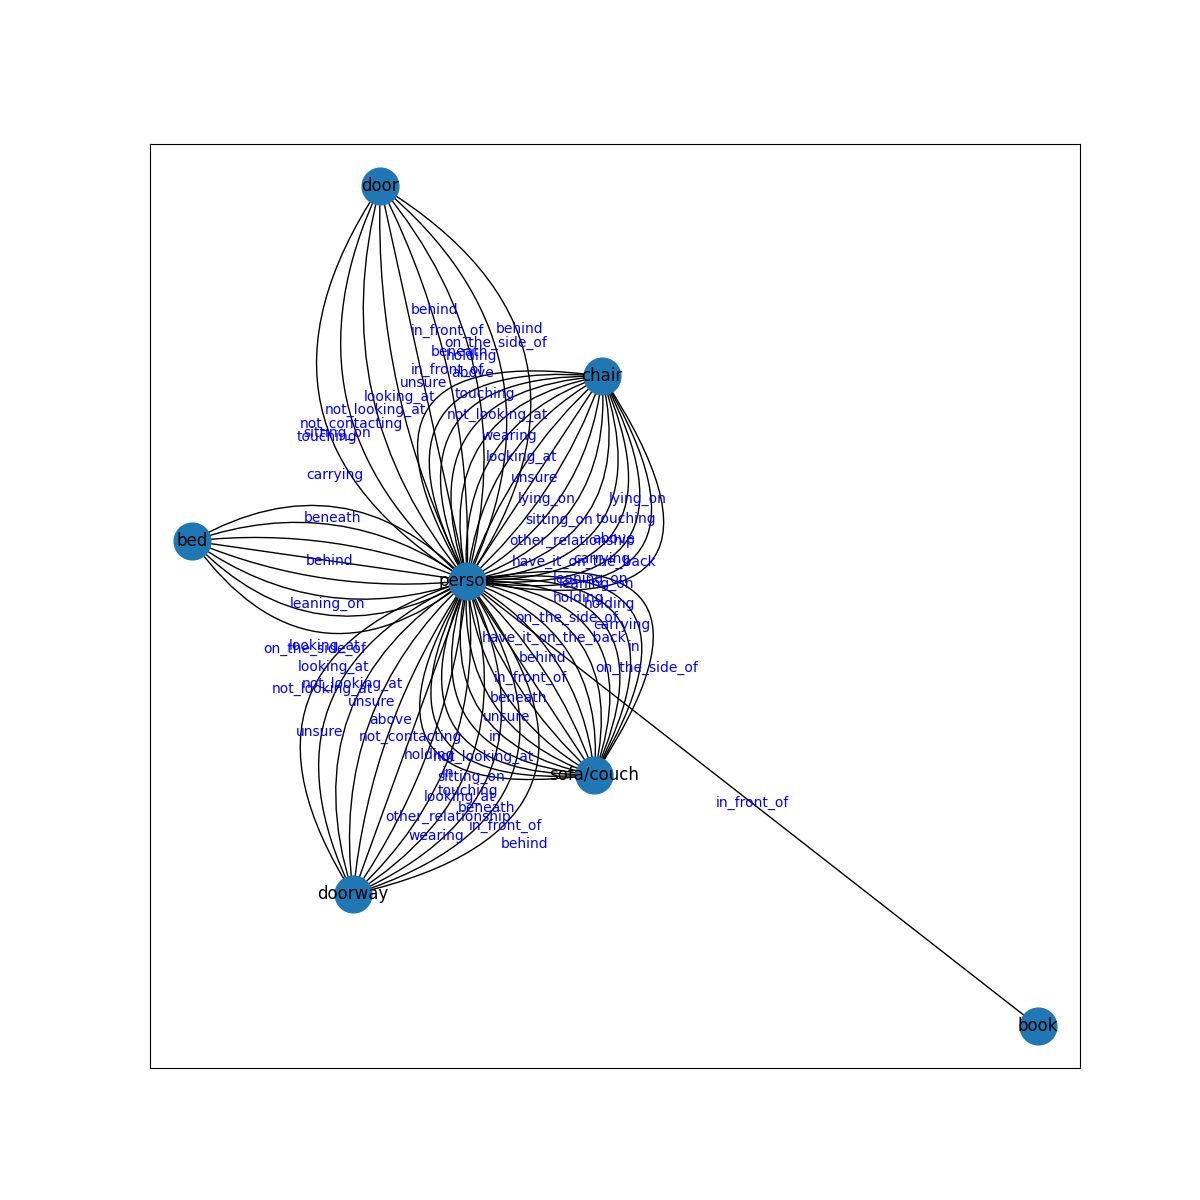 door
behind
behind
in_front_of
on_the_side_of
beneath
holding
in_front_of
above
chair
unsure
touching
looking_at
not_looking_at
not_looking_at
not_contacting
sitting_on
touching
wearing
looking_at
carrying
unsure
lying_on
lying_on
beneath
sitting_on
touching
bed
other_relationship
above
behind
have_it_on_the_back
carrying
person
leaning_on
leaning_on
holding
holding
leaning_on
on_the_side_of
carrying
have_it_on_the_back
in
looking_at
on_the_side_of
behind
looking_at
on_the_side_of
in_front_of
not_looking_at
not_looking_at
beneath
unsure
above
unsure
unsure
not_contacting
in
holding
not_looking_at
in
sitting_on
sofa/couch
touching
looking_at
in_front_of
beneath
other_relationship
in_front_of
wearing
behind
doorway
book